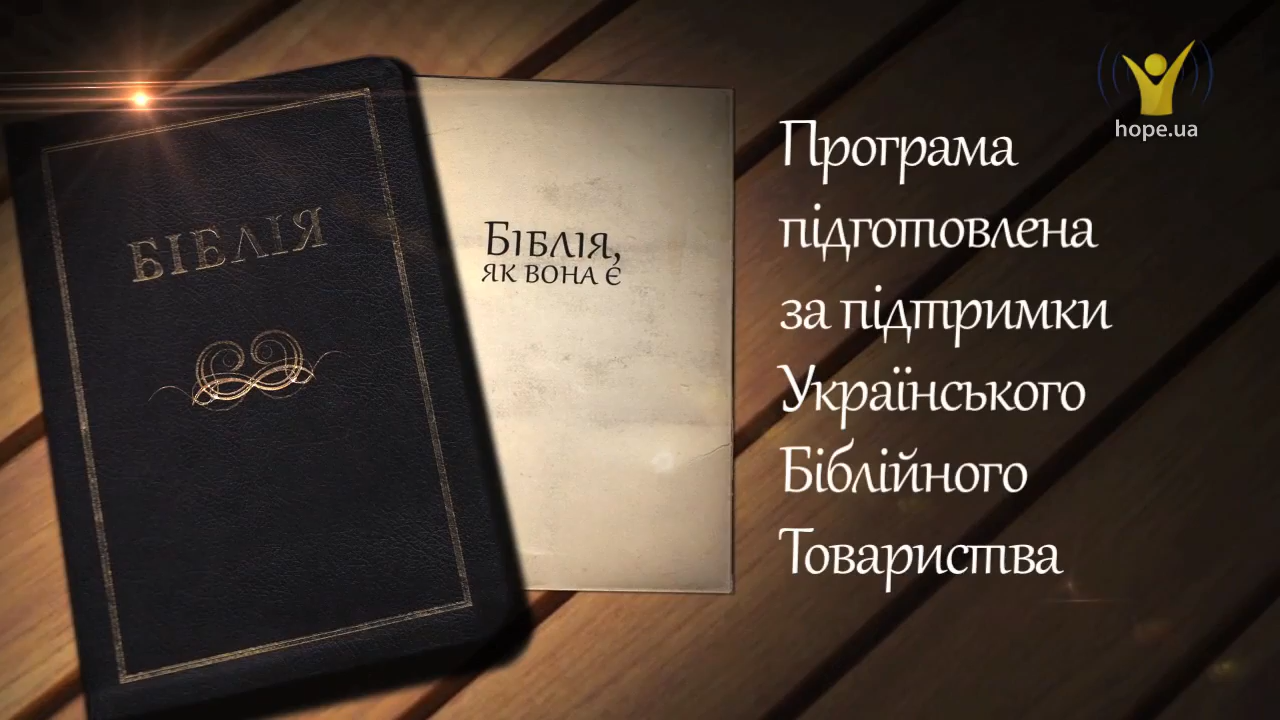 БІБЛІЯ
Біблія,
як вона є
hope.ua
Програма
підготовлена
за підтримки
Українського
Біблійного
Товариства